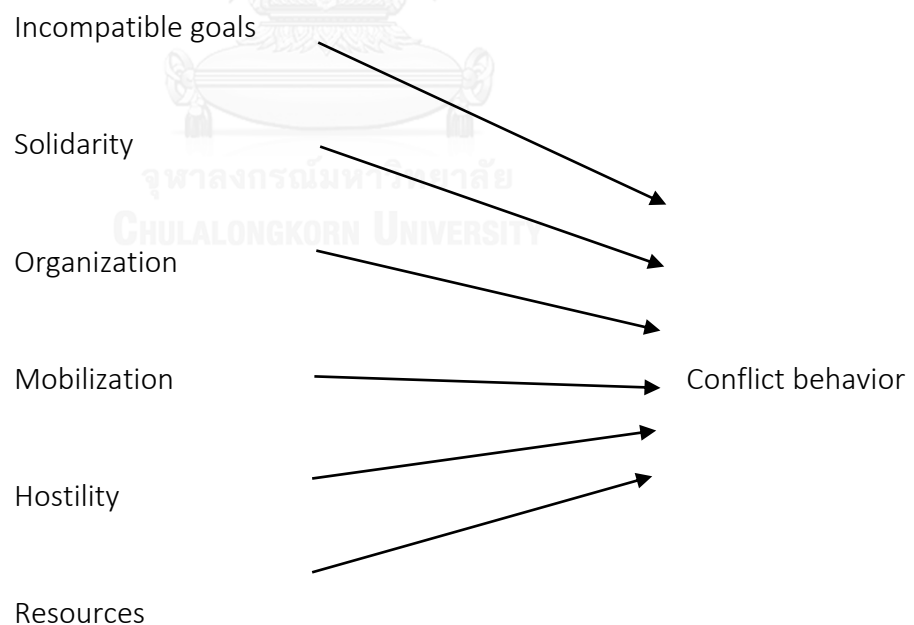 Incompatible goals
Solidarity
จุฬาลงกรณ์มหาวิทยาลัย
CHULALONGKORN UNIVERSITY
Organization
Mobilization
Conflict behavior
Hostility
Resources